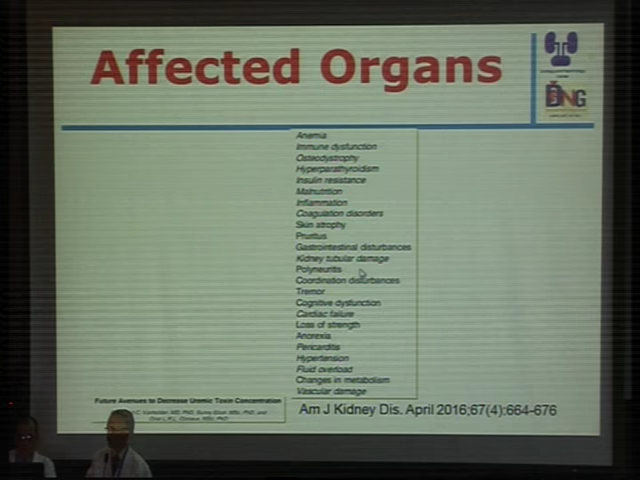 Affected Organs
Anemia
Immune dysfunction
Osteodystrophy
Hyperparathyroidism
Insulin resistance
Malnutrition
Inflammation
Coagulation disorders
Skin atrophy
Pruritus
Gastrointestinal disturbances
Kidney tubular damage
Polyneuritis
Coordination disturbances
Tremor
Cognitive dysfunction
Cardiac failure
Loss of strength
Anorexia
Pericarditis
Hypertension
Fluid overload
Changes in metabolism
Vascular damage
Future Avenues to Decrease Uremic Toxin Concentration
Am J Kidney Dis. April 2016;67(4):664-676